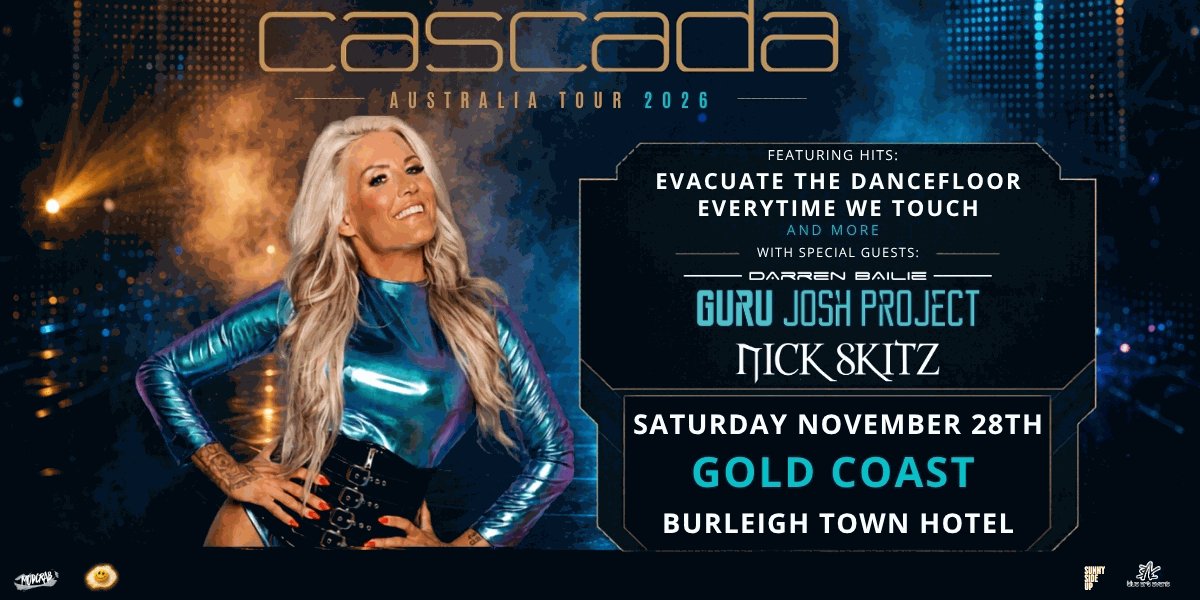 cascada
AUSTRALIA TOUR 2026
FEATURING HITS:
EVACUATE THE DANCEFLOOR
EVERYTIME WE TOUCH
AND MORE
WITH SPECIAL GUESTS:
DARREN BAILIE
GURU JOSH PROJECT
NICK SKITZ
SATURDAY NOVEMBER 28TH
GOLD COAST
BURLEIGH TOWN HOTEL
MUDCRAB
SUNNY
SIDE
UP